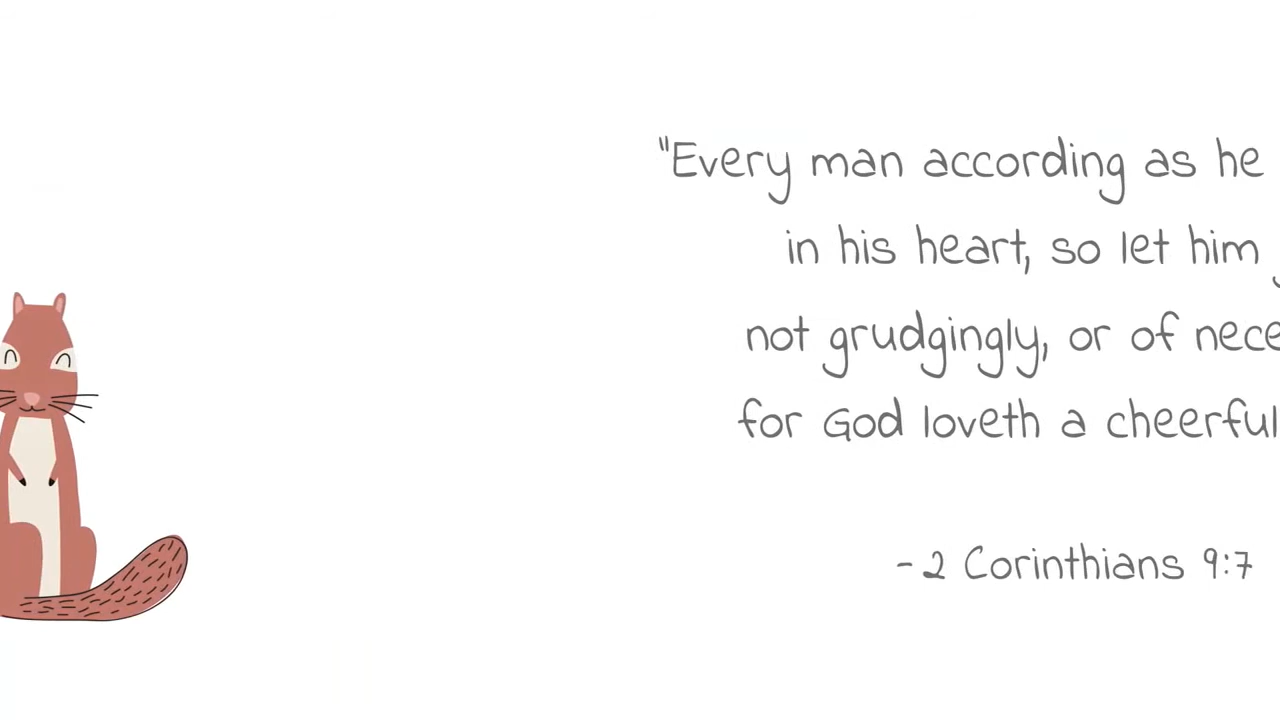 "Every man according as he
in his heart, so let him
not grudgingly, or of nece
for God loveth a cheerful
- 2 Corinthians 9:7